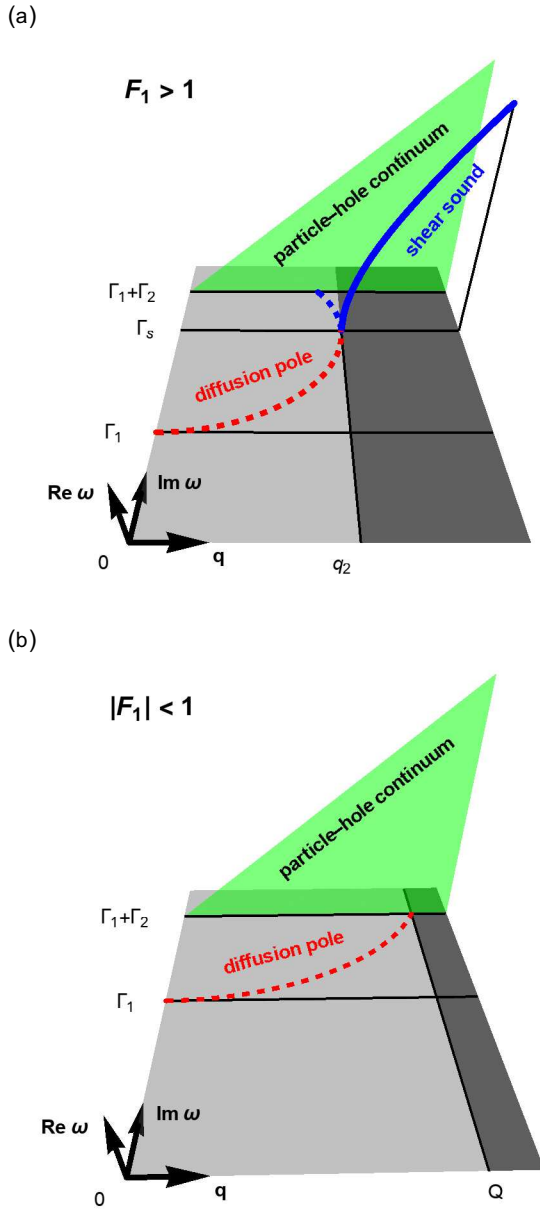 (a)
F₁ > 1
particle–hole continuum
shear sound
Γ₁+Γ₂
Γₛ
diffusion pole
Γ₁
Re ω
Im ω
0
q
q₂
(b)
|F₁| < 1
particle–hole continuum
Γ₁+Γ₂
diffusion pole
Γ₁
Re ω
Im ω
0
q
Q